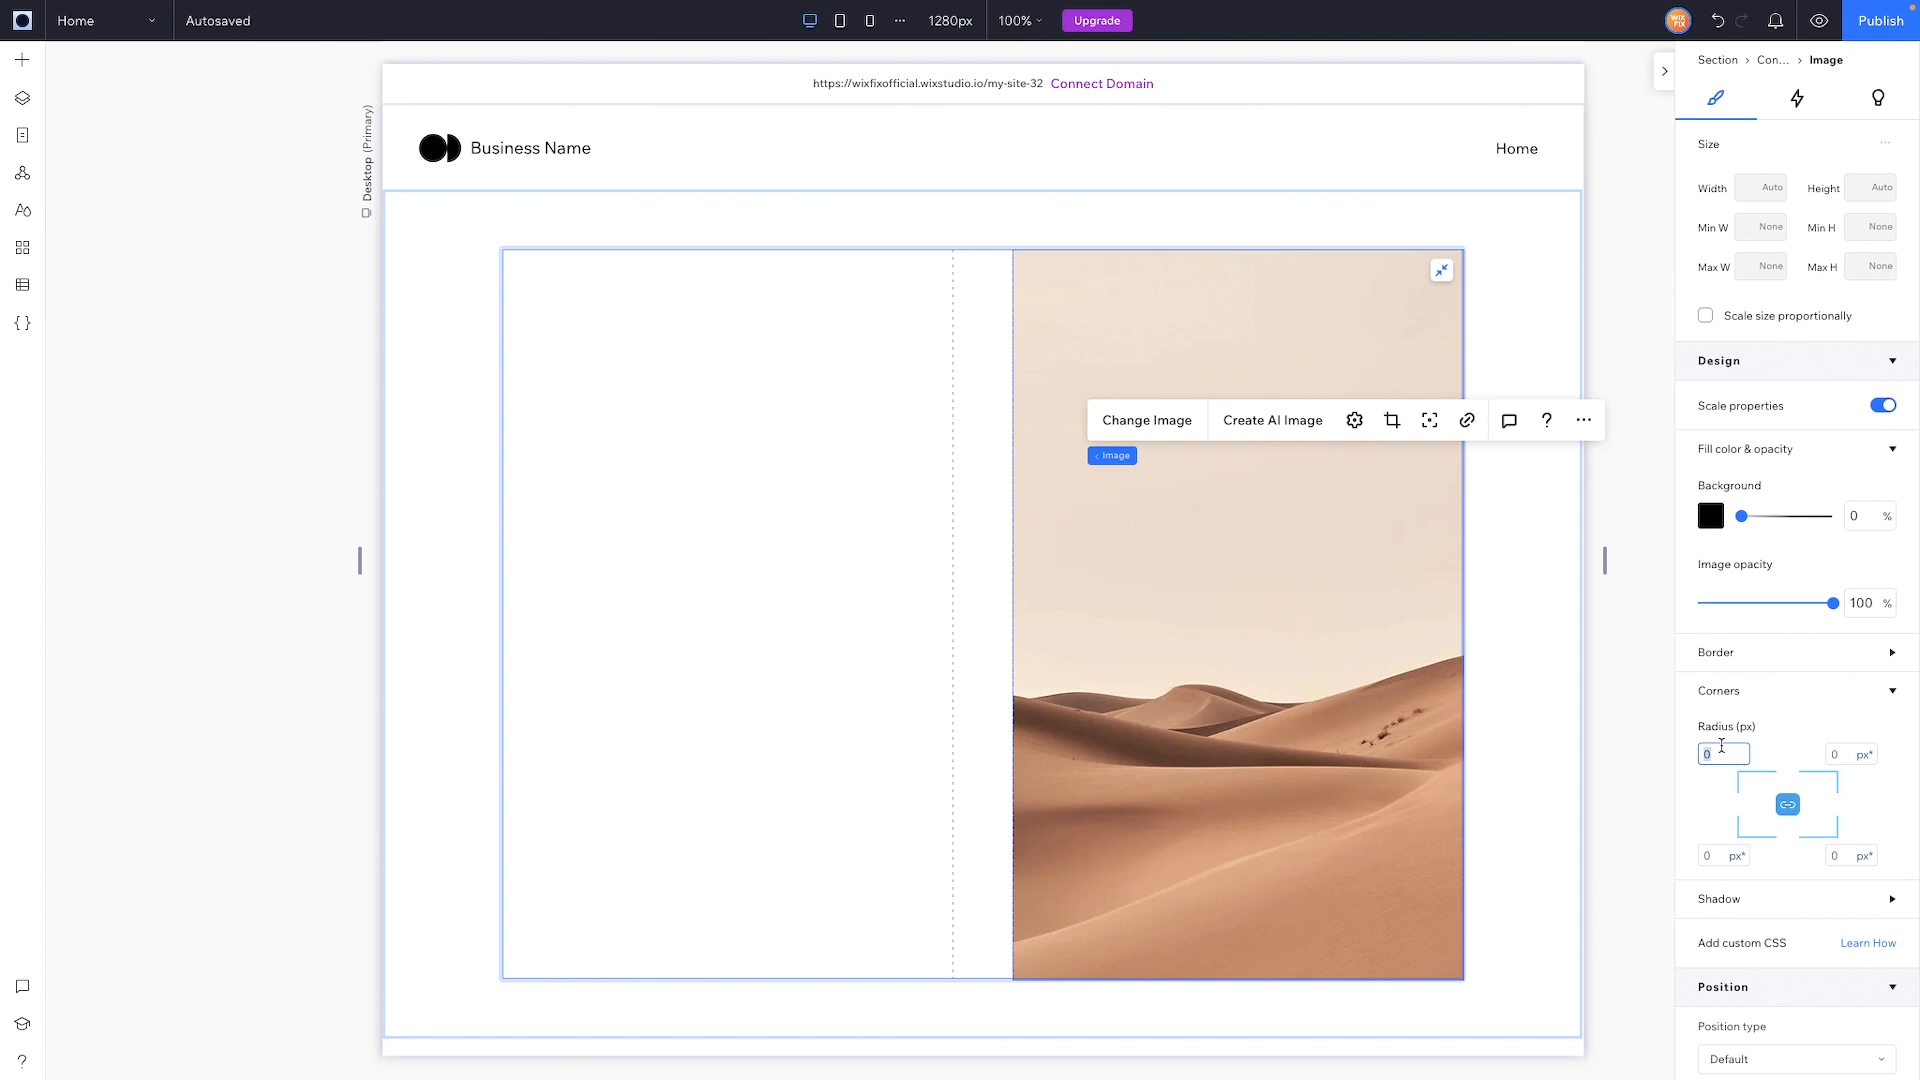 Home
Autosaved
1280px
100%
Upgrade
WIX
FIX
Publish
Section > Con... > Image
https://wixfixofficial.wixstudio.io/my-site-32 Connect Domain
Desktop (Primary)
Business Name
Home
Change Image
Create AI Image
?
< Image
Size
Width Auto Height Auto
Min W None Min H None
Max W None Max H None
Scale size proportionally
Design
Scale properties
Fill color & opacity
Background
0 %
Image opacity
100 %
Border
Corners
Radius (px)
0
0 px*
0 px*
0 px*
Shadow
Add custom CSS Learn How
Position
Position type
Default
?